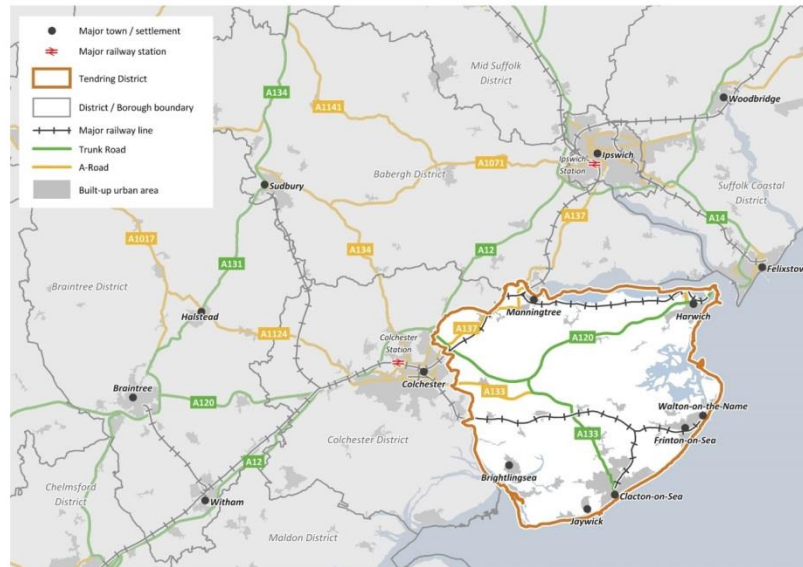 Major town / settlement
Major railway station
Tendring District
District / Borough boundary
Major railway line
Trunk Road
A-Road
Built-up urban area
Mid Suffolk
District
A134
A1141
Woodbridge
Ipswich
Ipswich
Station
A1071
Babergh District
Sudbury
Suffolk Coastal
District
A137
A14
A1017
A134
A12
A131
Felixstow
Braintree District
Halstead
Manningtree
Harwich
A1124
A137
A120
Colchester
Station
Colchester
Braintree
A120
A133
Walton-on-the-Name
Frinton-on-Sea
A133
Colchester District
A12
Brightlingsea
Chelmsford
District
Witham
Clacton-on-Sea
Jaywick
Maldon District